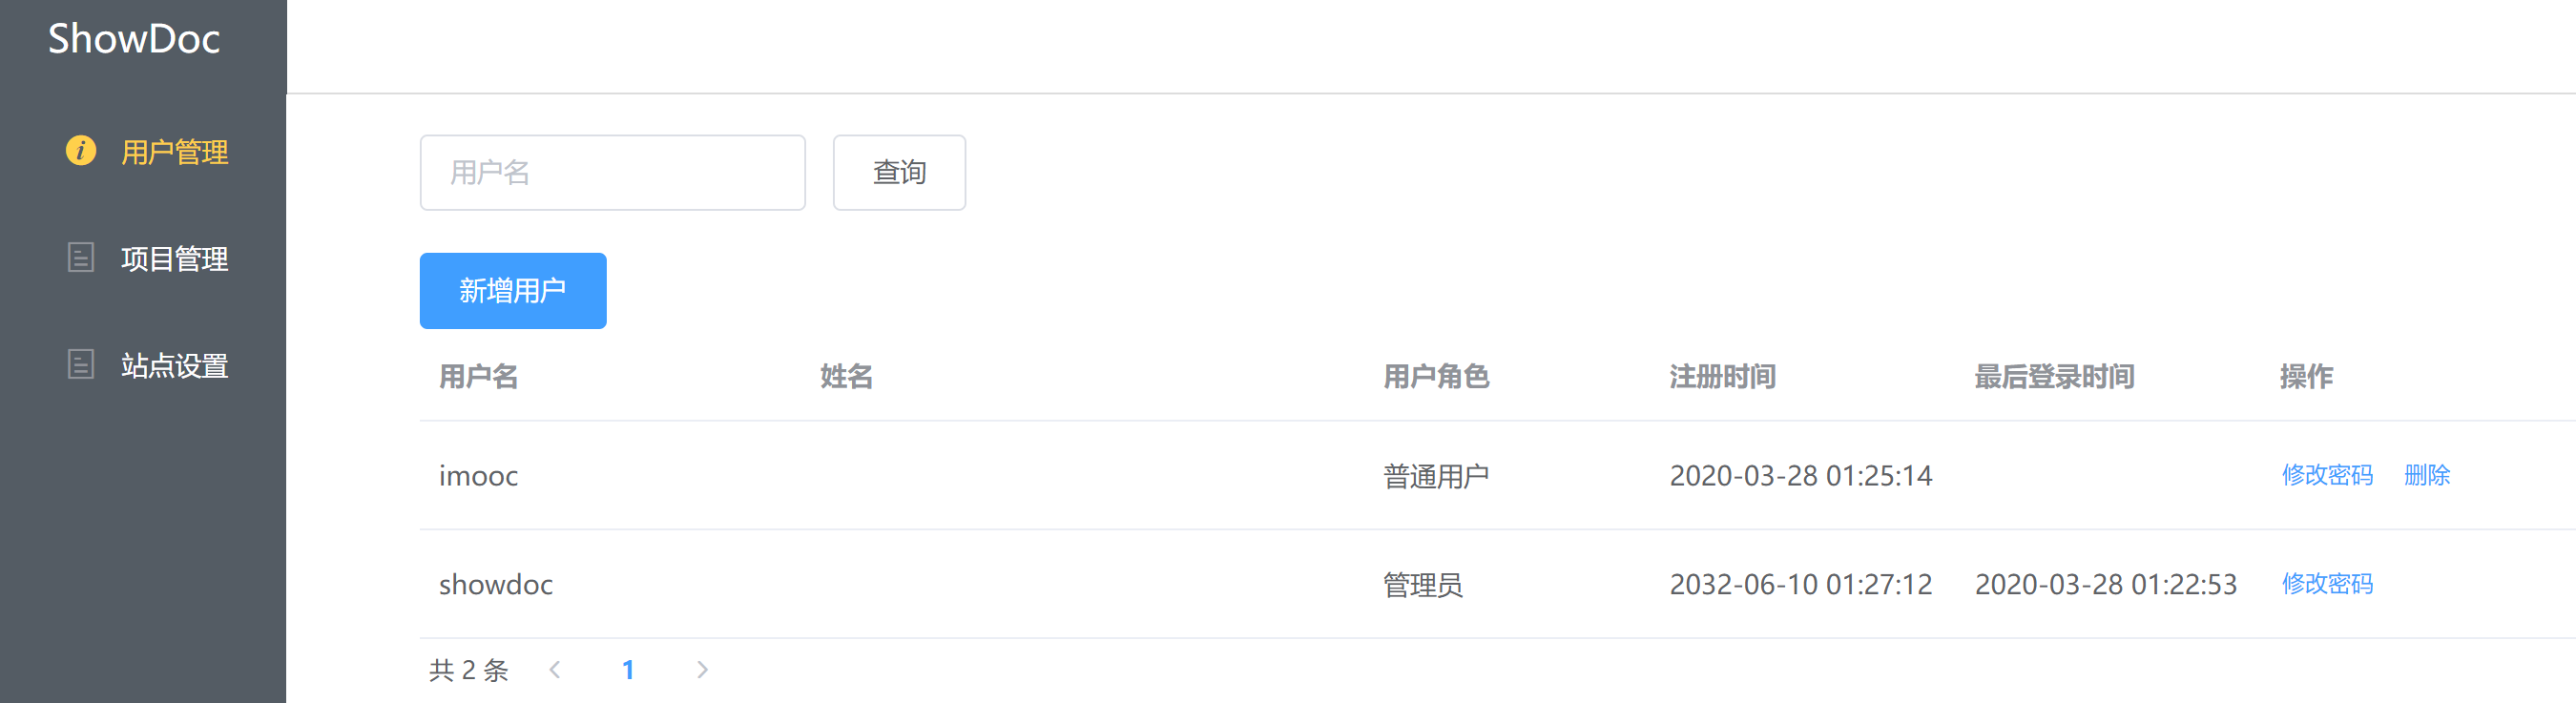 ShowDoc
用户管理
项目管理
站点设置
用户名 查询
新增用户
用户名 姓名 用户角色 注册时间 最后登录时间 操作
imooc 普通用户 2020-03-28 01:25:14 修改密码 删除
showdoc 管理员 2032-06-10 01:27:12 2020-03-28 01:22:53 修改密码
共 2 条 1